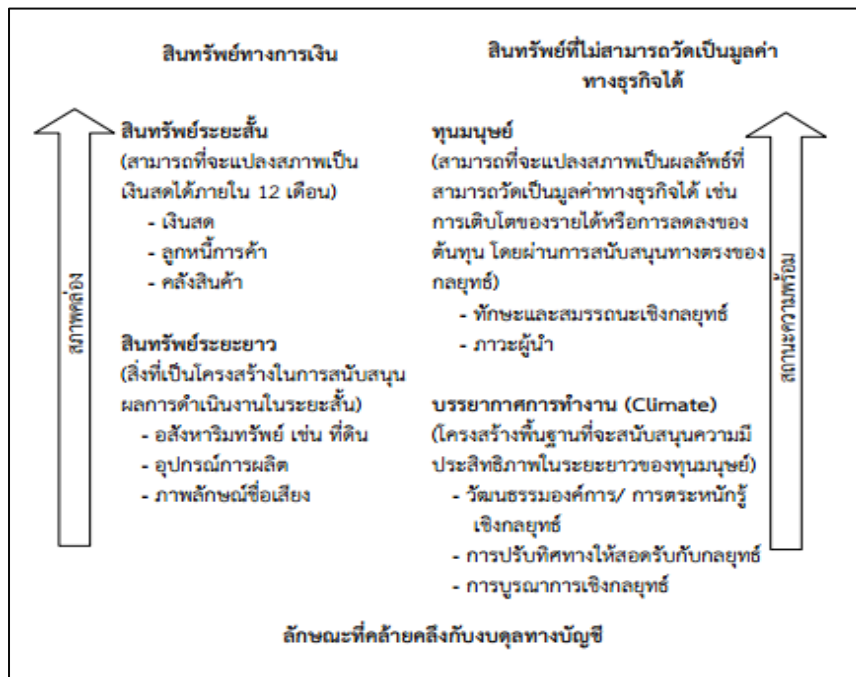 สินทรัพย์ทางการเงิน
สินทรัพย์ระยะสั้น
(สามารถที่จะแปลงสภาพเป็น
เงินสดได้ภายใน 12 เดือน)
- เงินสด
- ลูกหนี้การค้า
- คลังสินค้า
สินทรัพย์ระยะยาว
(สิ่งที่เป็นโครงสร้างในการสนับสนุน
ผลการดำเนินงานในระยะสั้น)
- อสังหาริมทรัพย์ เช่น ที่ดิน
- อุปกรณ์การผลิต
- ภาพลักษณ์ชื่อเสียง
สภาพคล่อง
สินทรัพย์ที่ไม่สามารถวัดเป็นมูลค่า
ทางธุรกิจได้
ทุนมนุษย์
(สามารถที่จะแปลงสภาพเป็นผลลัพธ์ที่
สามารถวัดเป็นมูลค่าทางธุรกิจได้ เช่น
การเติบโตของรายได้หรือการลดลงของ
ต้นทุน โดยผ่านการสนับสนุนทางตรงของ
กลยุทธ์)
- ทักษะและสมรรถนะเชิงกลยุทธ์
- ภาวะผู้นำ
บรรยากาศการทำงาน (Climate)
(โครงสร้างพื้นฐานที่จะสนับสนุนความมี
ประสิทธิภาพในระยะยาวของทุนมนุษย์)
- วัฒนธรรมองค์การ/ การตระหนักรู้
เชิงกลยุทธ์
- การปรับทิศทางให้สอดรับกับกลยุทธ์
- การบูรณาการเชิงกลยุทธ์
สถานะความพร้อม
ลักษณะที่คล้ายคลึงกับงบดุลทางบัญชี